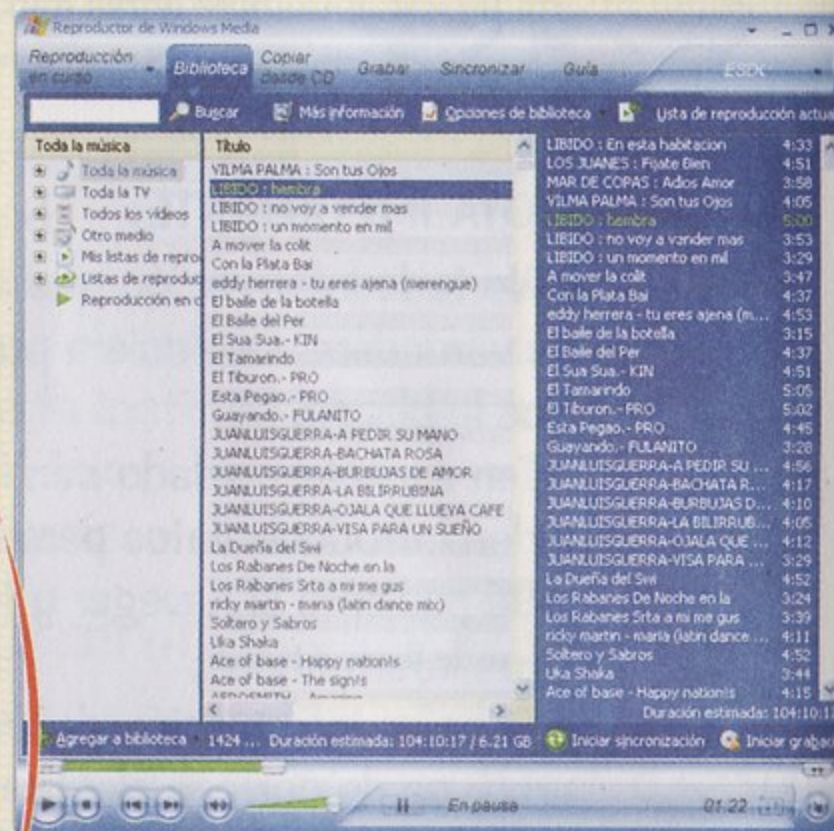 Reproductor de Windows Media
Reproducción en curso
Biblioteca
Copiar desde CD
Grabar
Sincronizar
Guía
Buscar
Más información
Opciones de biblioteca
Lista de reproducción actua
Toda la música
Toda la música
Toda la TV
Todos los vídeos
Otro medio
Mis listas de repro
Listas de reproduc
Reproducción en c
Título
VILMA PALMA : Son tus Ojos
LIBIDO : hembra
LIBIDO : no voy a vender mas
LIBIDO : un momento en mil
A mover la colit
Con la Plata Bai
eddy herrera - tu eres ajena (merengue)
El baile de la botella
El Baile del Per
El Sua Sua.- KIN
El Tamarindo
El Tiburon.- PRO
Esta Pegao.- PRO
Guayando.- FULANITO
JUANLUISGUERRA-A PEDIR SU MANO
JUANLUISGUERRA-BACHATA ROSA
JUANLUISGUERRA-BURBUJAS DE AMOR
JUANLUISGUERRA-LA BILIRRUBINA
JUANLUISGUERRA-OJALA QUE LLUEVA CAFE
JUANLUISGUERRA-VISA PARA UN SUEÑO
La Dueña del Swi
Los Rabanes De Noche en la
Los Rabanes Srta a mi me gus
ricky martin - maria (latin dance mix)
Soltero y Sabros
Uka Shaka
Ace of base - Happy nation!s
Ace of base - The sign!s
AEROSMITH - Amazing
LIBIDO : En esta habitacion 4:33
LOS JUANES : Fijate Bien 4:51
MAR DE COPAS : Adios Amor 3:58
VILMA PALMA : Son tus Ojos 4:05
LIBIDO : hembra 5:00
LIBIDO : no voy a vender mas 3:53
LIBIDO : un momento en mil 3:29
A mover la colit 3:47
Con la Plata Bai 4:37
eddy herrera - tu eres ajena (m... 4:53
El baile de la botella 3:15
El Baile del Per 4:37
El Sua Sua.- KIN 4:51
El Tamarindo 5:05
El Tiburon.- PRO 5:02
Esta Pegao.- PRO 4:45
Guayando.- FULANITO 3:28
JUANLUISGUERRA-A PEDIR SU ... 4:56
JUANLUISGUERRA-BACHATA R... 4:17
JUANLUISGUERRA-BURBUJAS D... 4:10
JUANLUISGUERRA-LA BILIRRUB... 4:05
JUANLUISGUERRA-OJALA QUE ... 4:12
JUANLUISGUERRA-VISA PARA ... 3:29
La Dueña del Swi 4:52
Los Rabanes De Noche en la 3:24
Los Rabanes Srta a mi me gus 3:39
ricky martin - maria (latin dance ... 4:11
Soltero y Sabros 4:52
Uka Shaka 3:44
Ace of base - Happy nation!s 4:15
Duración estimada: 104:10:1
Agregar a biblioteca
1424 ... Duración estimada: 104:10:17 / 6.21 GB
Iniciar sincronización
Iniciar grabac
En pausa
01:22